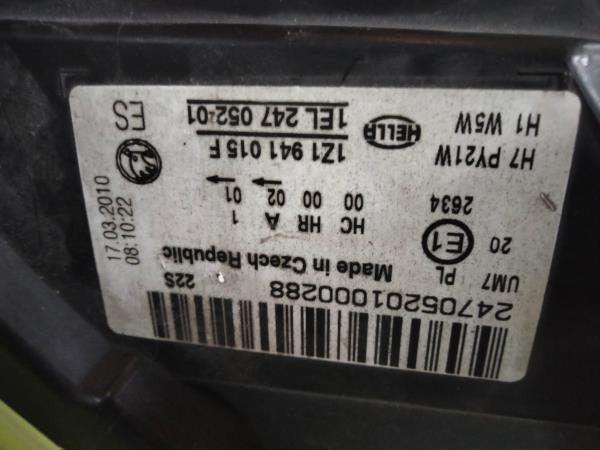 24705201000288
22S
UM7 PL
20
E1
2634
Made in Czech Republic
HC HR A 1
00 00 02 01
17.03.2010
08:10:22
H7 PY21W
H1 W5W
HELLA
1Z1 941 015 F
1EL 247 052-01
ES